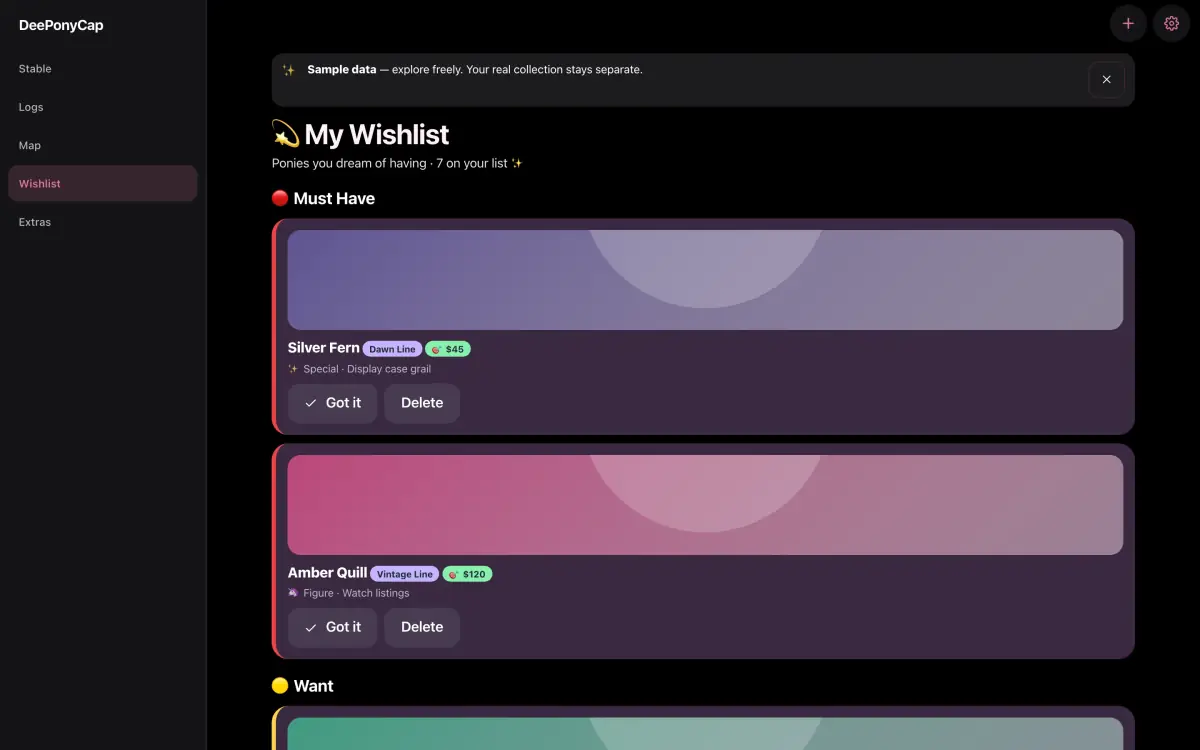 DeePonyCap
Stable
Logs
Map
Wishlist
Extras
Sample data — explore freely. Your real collection stays separate.
My Wishlist
Ponies you dream of having · 7 on your list
Must Have
Silver Fern Dawn Line $45
Special · Display case grail
Got it Delete
Amber Quill Vintage Line $120
Figure · Watch listings
Got it Delete
Want